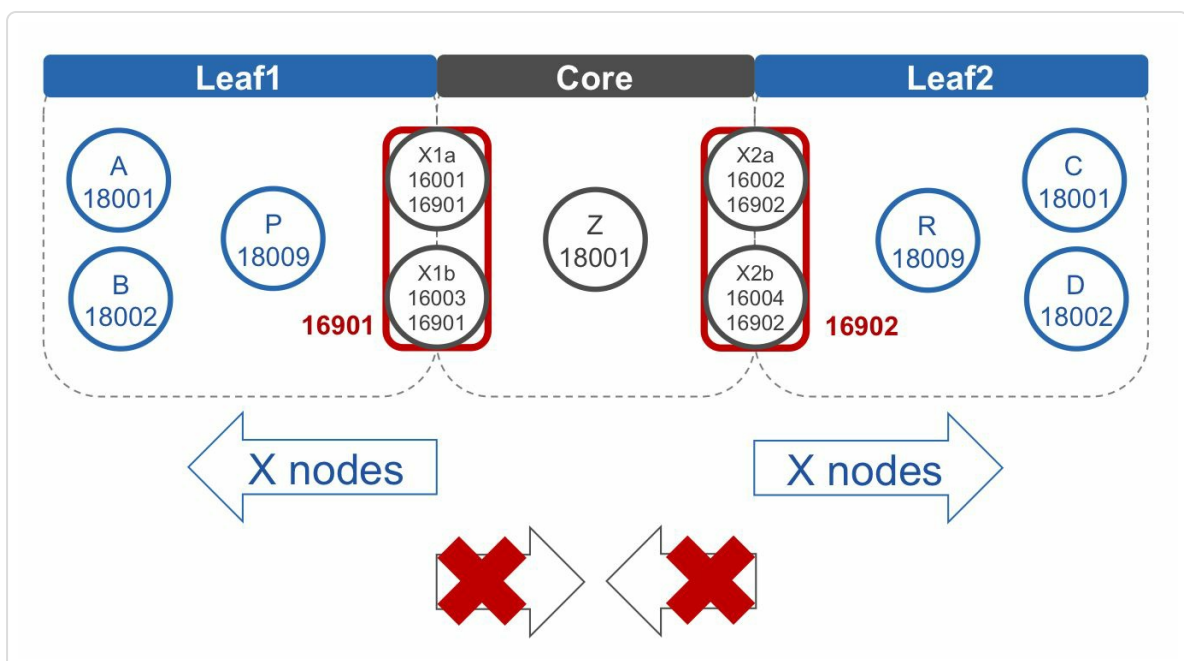 Leaf1
Core
Leaf2
A
18001
B
18002
P
18009
X1a
16001
16901
X1b
16003
16901
16901
Z
18001
X2a
16002
16902
X2b
16004
16902
16902
R
18009
C
18001
D
18002
X nodes
X nodes